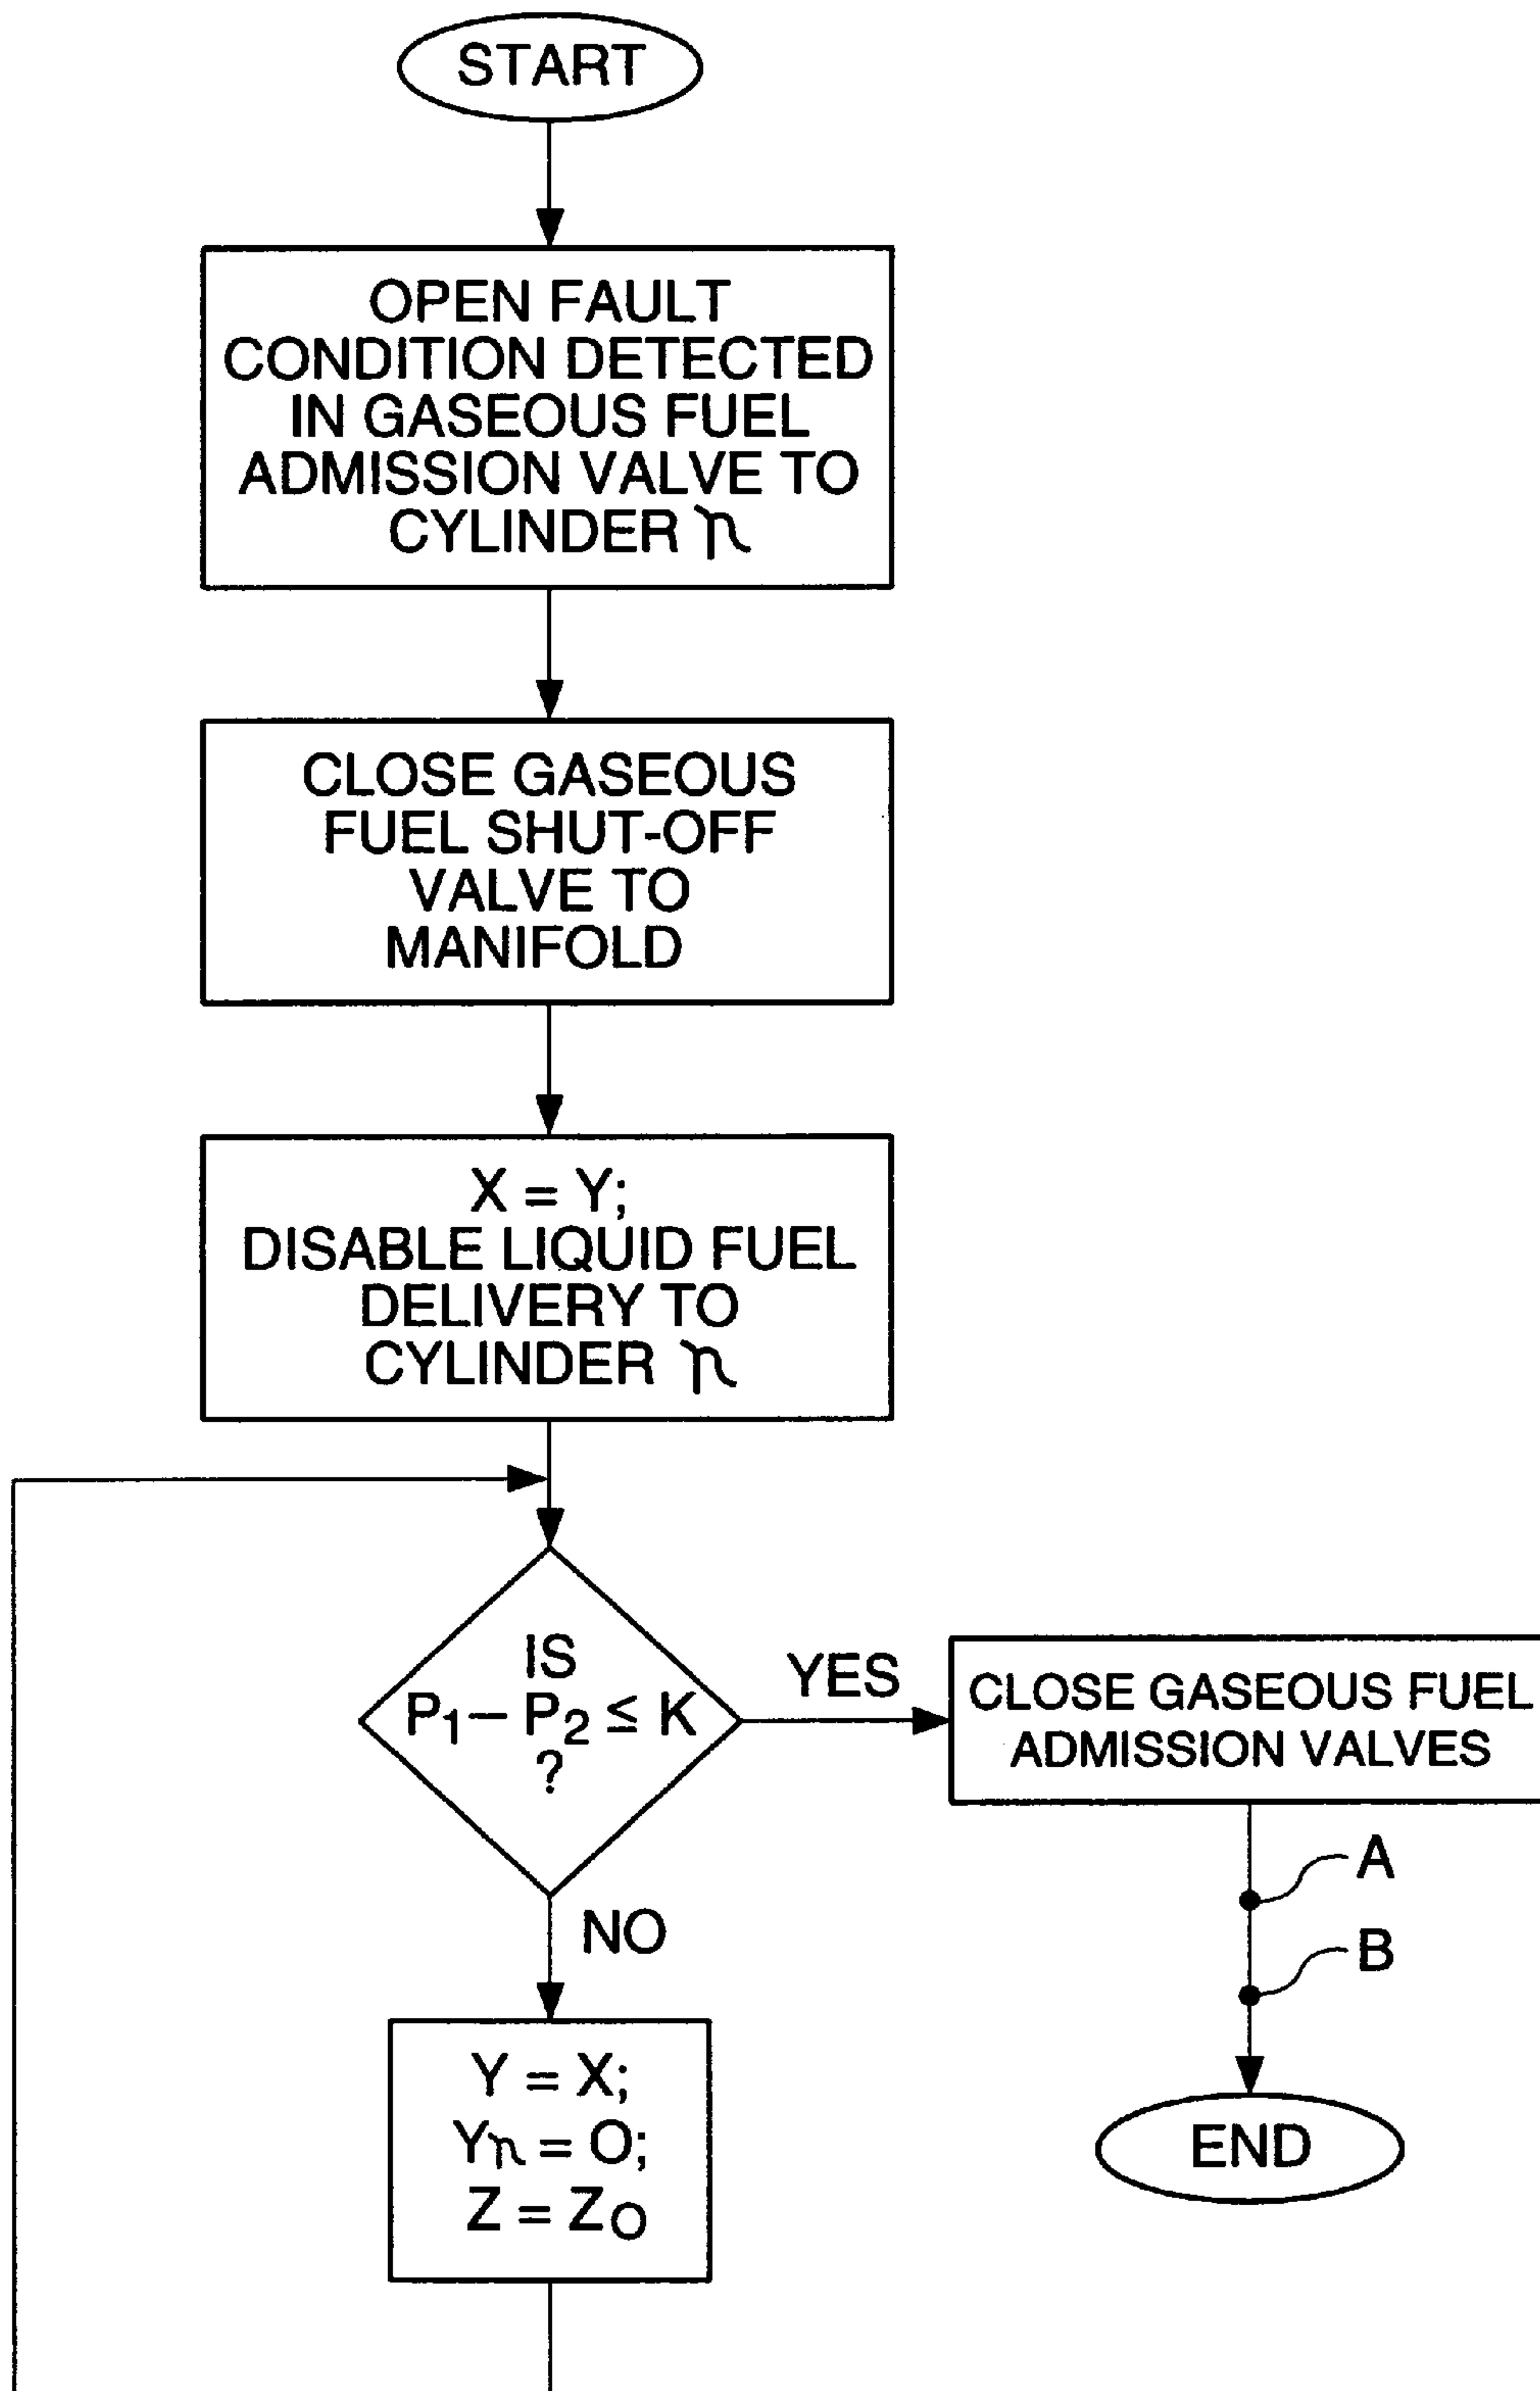 START
OPEN FAULT
CONDITION DETECTED
IN GASEOUS FUEL
ADMISSION VALVE TO
CYLINDER n
CLOSE GASEOUS
FUEL SHUT-OFF
VALVE TO
MANIFOLD
X = Y;
DISABLE LIQUID FUEL
DELIVERY TO
CYLINDER n
IS
P₁ – P₂ ≤ K
?
YES
CLOSE GASEOUS FUEL
ADMISSION VALVES
A
B
END
NO
Y = X;
Yn = O;
Z = Z_O